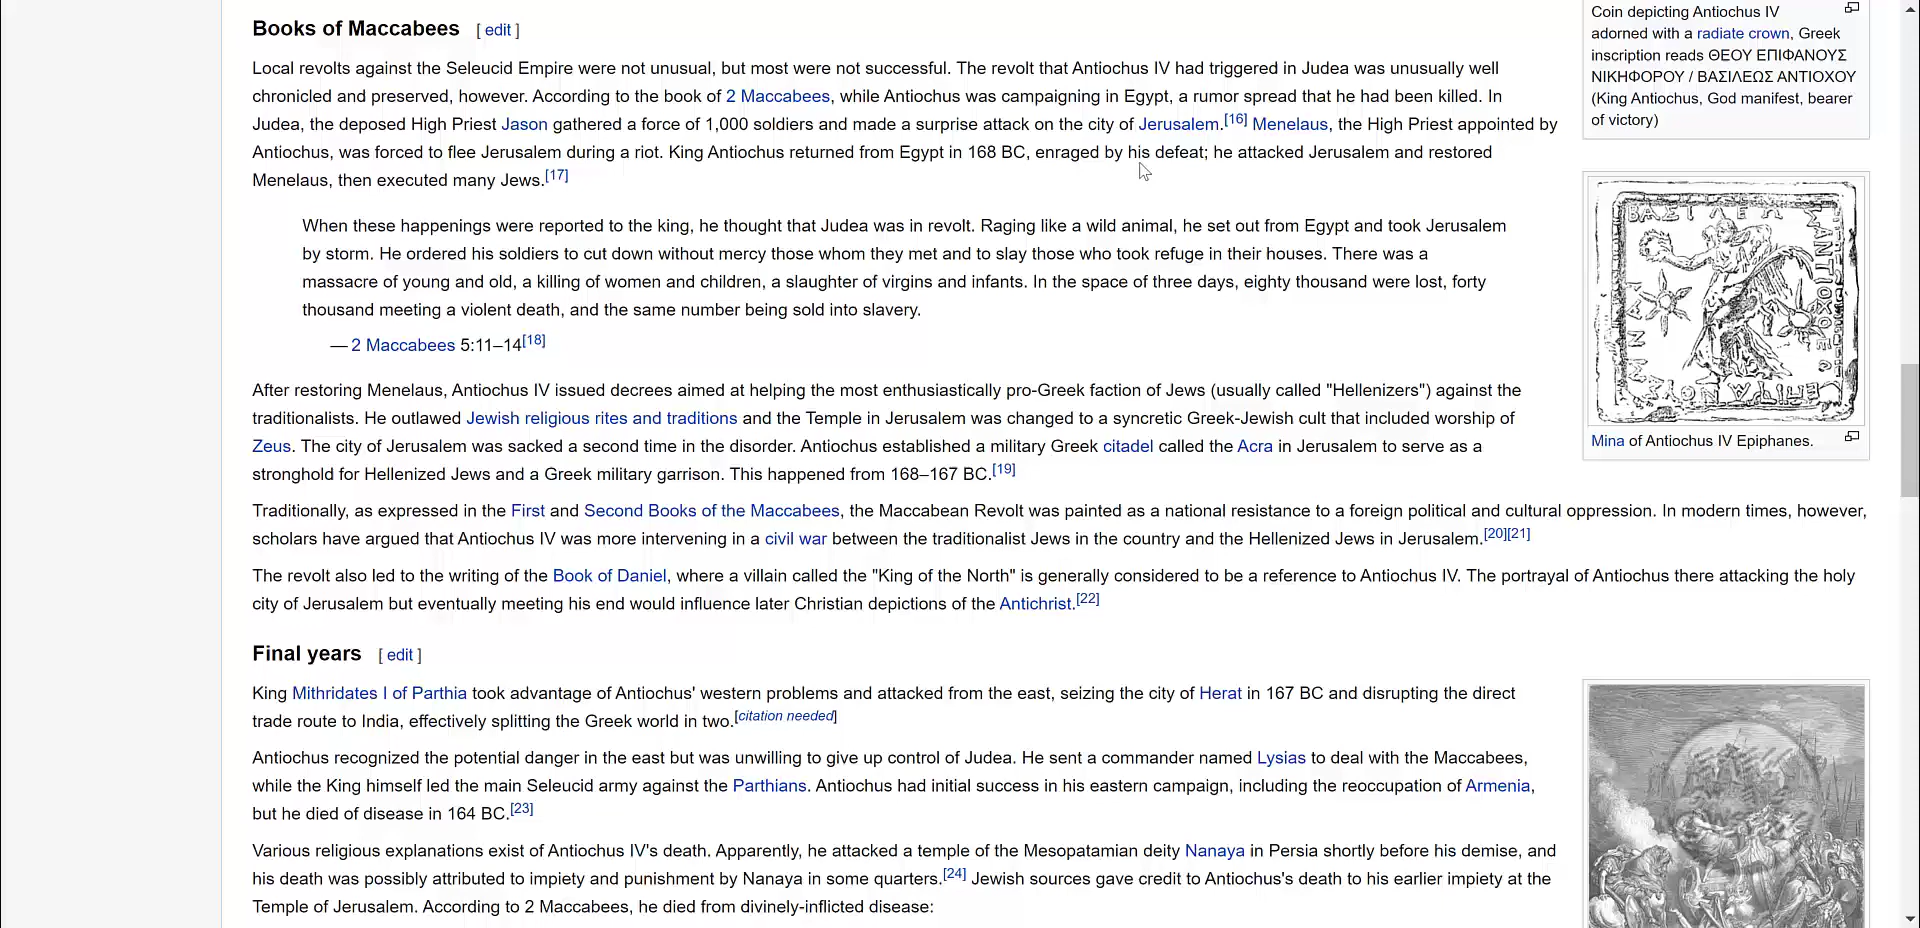 Books of Maccabees [ edit ]
Local revolts against the Seleucid Empire were not unusual, but most were not successful. The revolt that Antiochus IV had triggered in Judea was unusually well
chronicled and preserved, however. According to the book of 2 Maccabees, while Antiochus was campaigning in Egypt, a rumor spread that he had been killed. In
Judea, the deposed High Priest Jason gathered a force of 1,000 soldiers and made a surprise attack on the city of Jerusalem.[16] Menelaus, the High Priest appointed by
Antiochus, was forced to flee Jerusalem during a riot. King Antiochus returned from Egypt in 168 BC, enraged by his defeat; he attacked Jerusalem and restored
Menelaus, then executed many Jews.[17]
When these happenings were reported to the king, he thought that Judea was in revolt. Raging like a wild animal, he set out from Egypt and took Jerusalem
by storm. He ordered his soldiers to cut down without mercy those whom they met and to slay those who took refuge in their houses. There was a
massacre of young and old, a killing of women and children, a slaughter of virgins and infants. In the space of three days, eighty thousand were lost, forty
thousand meeting a violent death, and the same number being sold into slavery.
— 2 Maccabees 5:11–14[18]
After restoring Menelaus, Antiochus IV issued decrees aimed at helping the most enthusiastically pro-Greek faction of Jews (usually called "Hellenizers") against the
traditionalists. He outlawed Jewish religious rites and traditions and the Temple in Jerusalem was changed to a syncretic Greek-Jewish cult that included worship of
Zeus. The city of Jerusalem was sacked a second time in the disorder. Antiochus established a military Greek citadel called the Acra in Jerusalem to serve as a
stronghold for Hellenized Jews and a Greek military garrison. This happened from 168–167 BC.[19]
Traditionally, as expressed in the First and Second Books of the Maccabees, the Maccabean Revolt was painted as a national resistance to a foreign political and cultural oppression. In modern times, however,
scholars have argued that Antiochus IV was more intervening in a civil war between the traditionalist Jews in the country and the Hellenized Jews in Jerusalem.[20][21]
The revolt also led to the writing of the Book of Daniel, where a villain called the "King of the North" is generally considered to be a reference to Antiochus IV. The portrayal of Antiochus there attacking the holy
city of Jerusalem but eventually meeting his end would influence later Christian depictions of the Antichrist.[22]
Final years [ edit ]
King Mithridates I of Parthia took advantage of Antiochus' western problems and attacked from the east, seizing the city of Herat in 167 BC and disrupting the direct
trade route to India, effectively splitting the Greek world in two.[citation needed]
Antiochus recognized the potential danger in the east but was unwilling to give up control of Judea. He sent a commander named Lysias to deal with the Maccabees,
while the King himself led the main Seleucid army against the Parthians. Antiochus had initial success in his eastern campaign, including the reoccupation of Armenia,
but he died of disease in 164 BC.[23]
Various religious explanations exist of Antiochus IV's death. Apparently, he attacked a temple of the Mesopotamian deity Nanaya in Persia shortly before his demise, and
his death was possibly attributed to impiety and punishment by Nanaya in some quarters.[24] Jewish sources gave credit to Antiochus's death to his earlier impiety at the
Temple of Jerusalem. According to 2 Maccabees, he died from divinely-inflicted disease:
Coin depicting Antiochus IV
adorned with a radiate crown, Greek
inscription reads ΘΕΟΥ ΕΠΙΦΑΝΟΥΣ
ΝΙΚΗΦΟΡΟΥ / ΒΑΣΙΛΕΩΣ ΑΝΤΙΟΧΟΥ
(King Antiochus, God manifest, bearer
of victory)
Mina of Antiochus IV Epiphanes.